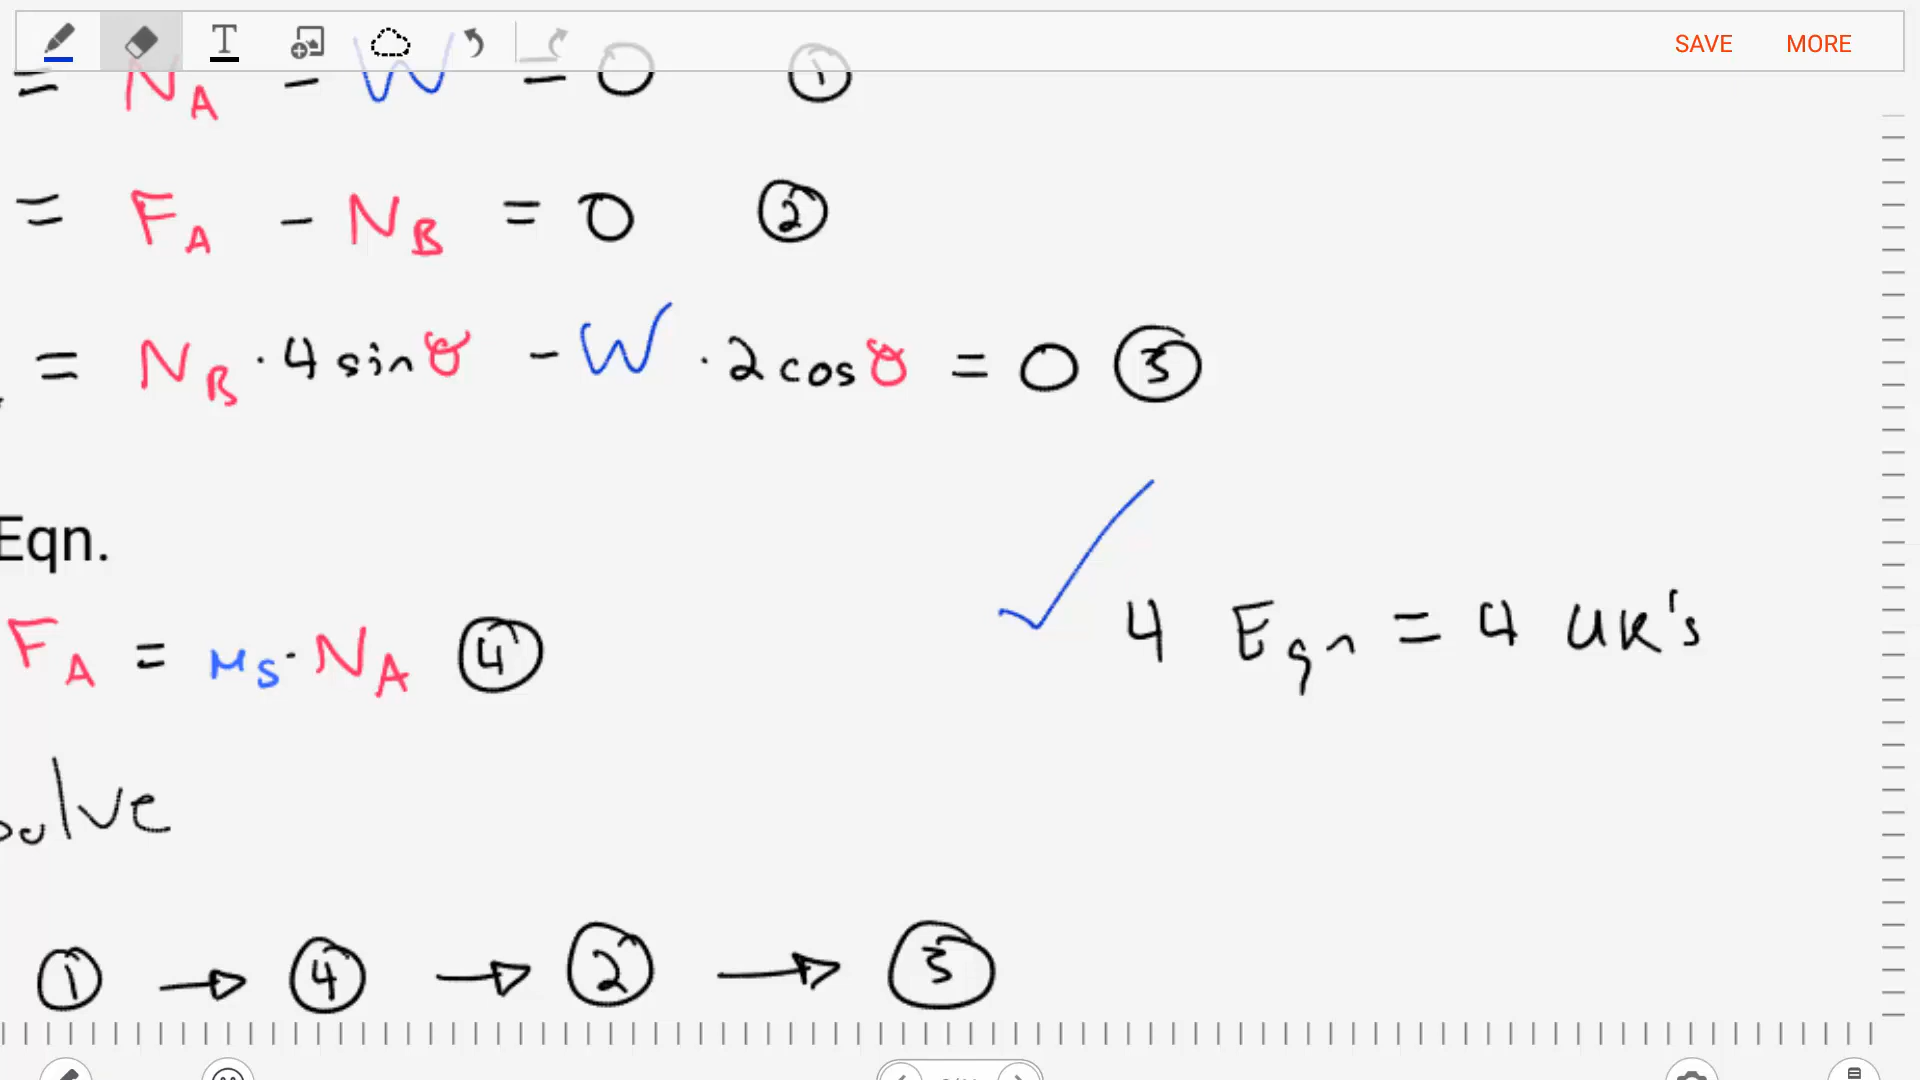 T SAVE MORE
= N_A - W = 0 ①
= F_A - N_B = 0 ②
= N_B · 4 sin θ - W · 2 cos θ = 0 ③
Eqn.
F_A = μ_s · N_A ④
✓ 4 Eqn = 4 uk's
solve
① → ④ → ② → ③